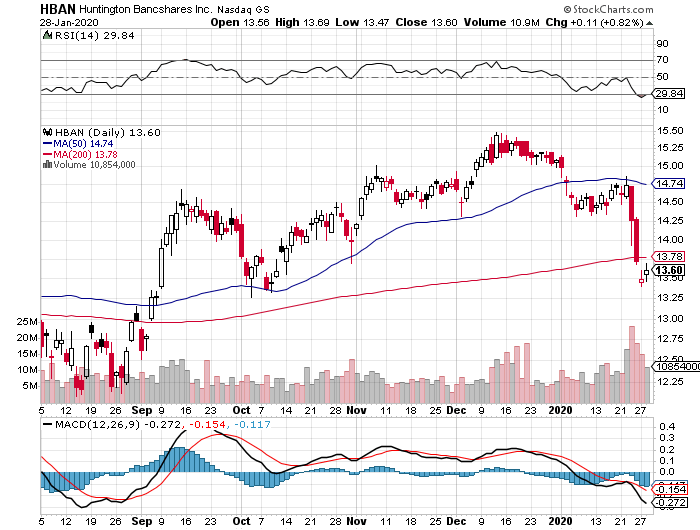 HBAN Huntington Bancshares Inc. Nasdaq GS © StockCharts.com
28-Jan-2020 Open 13.56 High 13.69 Low 13.47 Close 13.60 Volume 10.9M Chg +0.11 (+0.82%)
RSI(14) 29.84
90
70
50
29.84
10
HBAN (Daily) 13.60
MA(50) 14.74
MA(200) 13.78
Volume 10,854,000
15.50
15.25
15.00
14.74
14.50
14.25
14.00
13.78
13.60
13.50
13.25
13.00
12.75
12.50
12.25
10854000
25M
20M
15M
10M
5M
5 12 19 26 Sep 9 16 23 Oct 7 14 21 28 Nov 11 18 25 Dec 9 16 23 2020 13 21 27
MACD(12,26,9) -0.272, -0.154, -0.117
0.4
0.3
0.2
0.1
0.0
-0.154
-0.272
5 12 19 26 Sep 9 16 23 Oct 7 14 21 28 Nov 11 18 25 Dec 9 16 23 2020 13 21 27